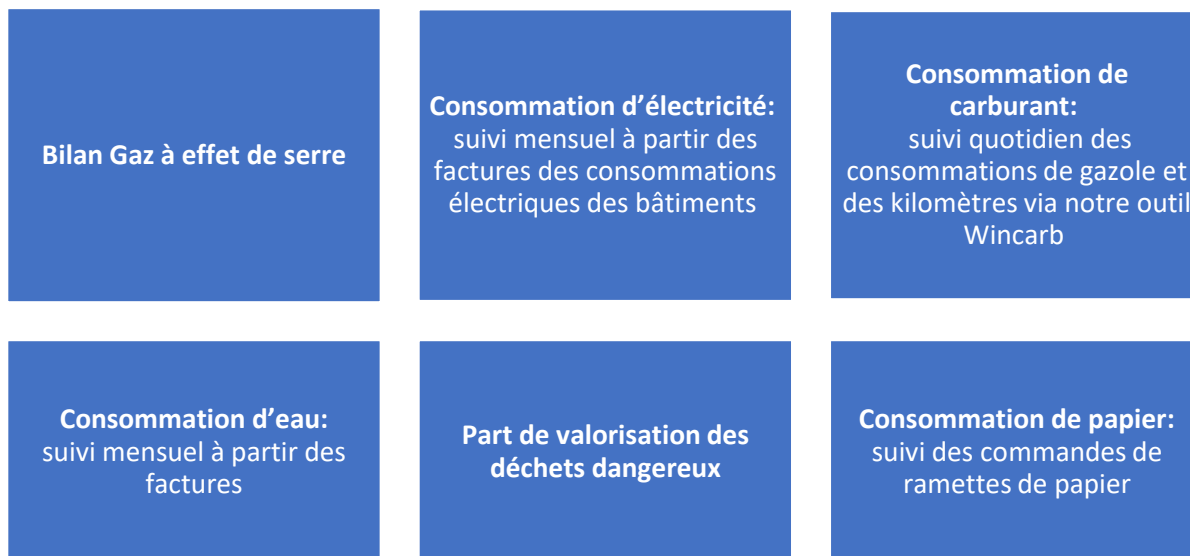 Bilan Gaz à effet de serre
Consommation d’électricité:
suivi mensuel à partir des
factures des consommations
électriques des bâtiments
Consommation de
carburant:
suivi quotidien des
consommations de gazole et
des kilomètres via notre outil
Wincarb
Consommation d’eau:
suivi mensuel à partir des
factures
Part de valorisation des
déchets dangereux
Consommation de papier:
suivi des commandes de
ramettes de papier